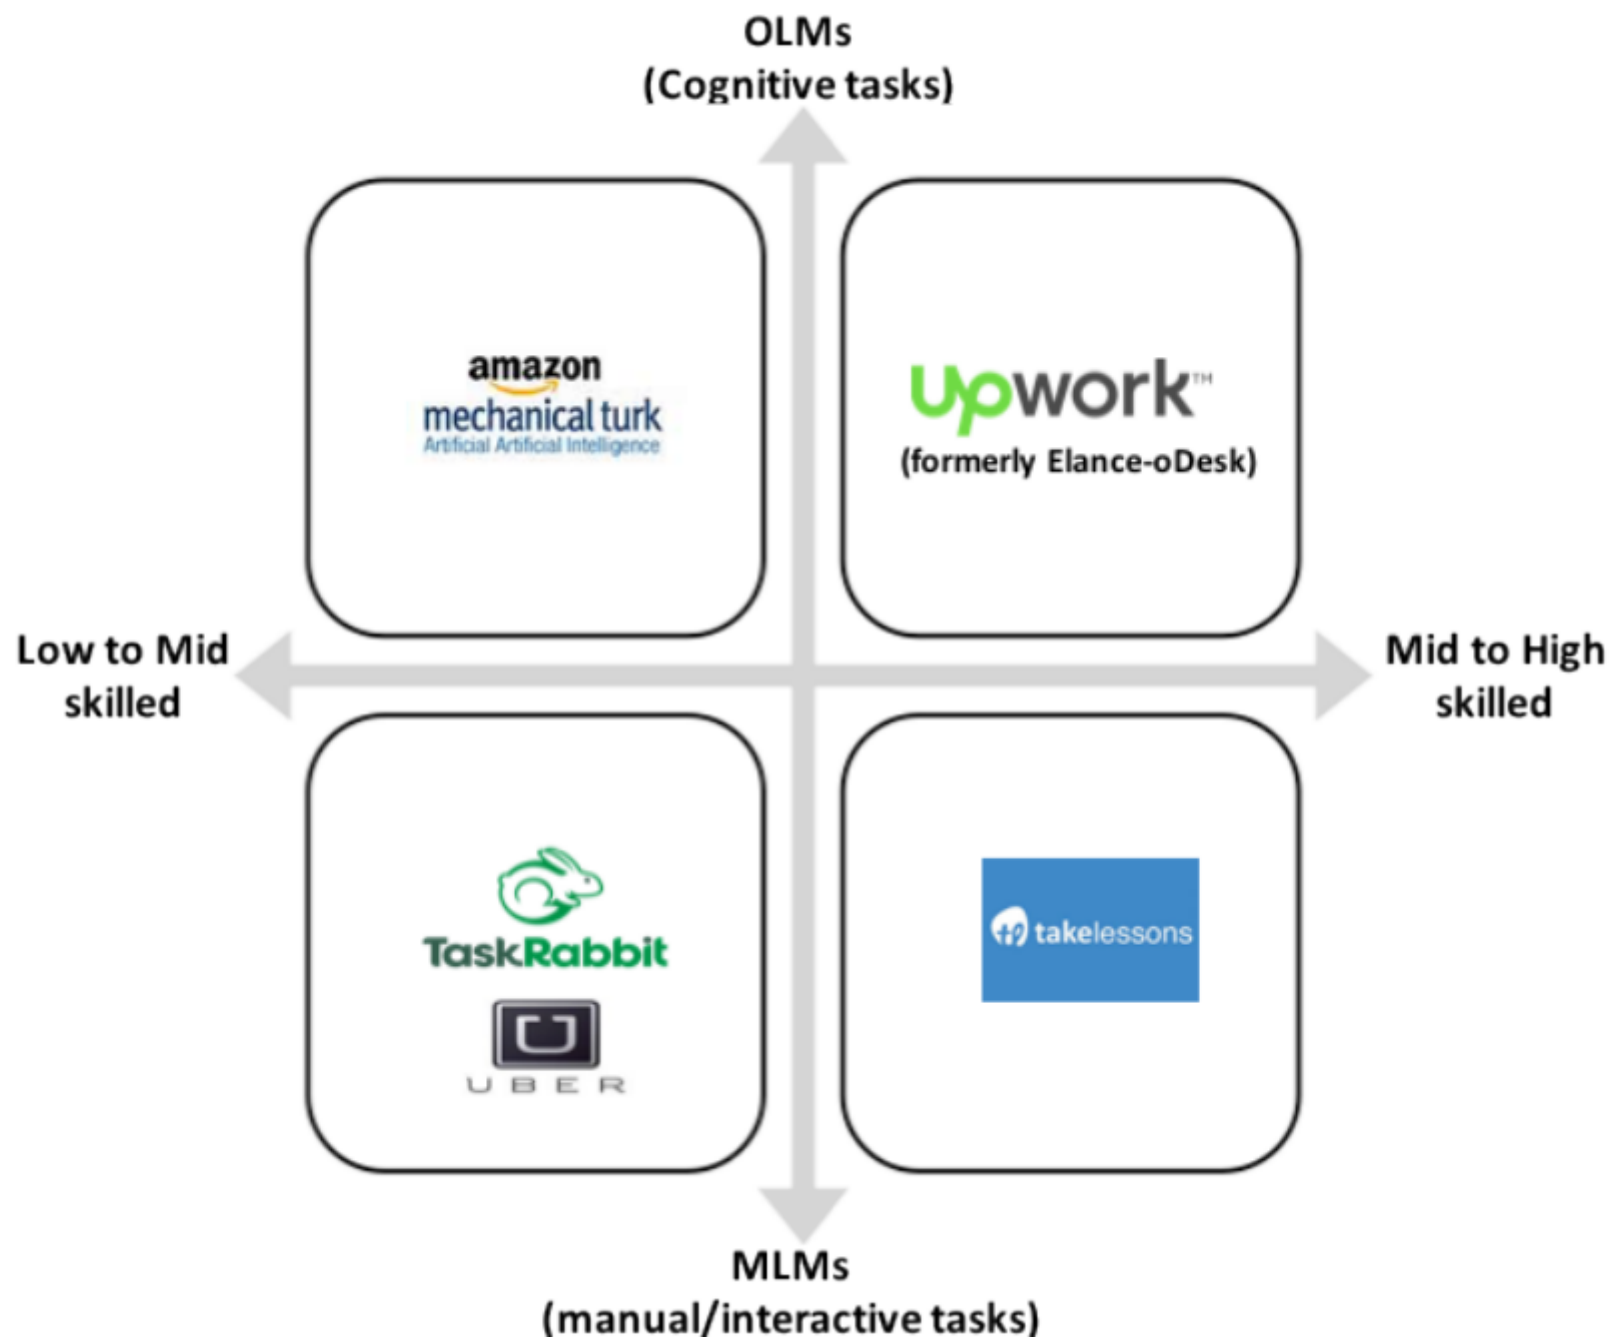 OLMs
(Cognitive tasks)
amazon
mechanical turk
Artificial Artificial Intelligence
upwork™
(formerly Elance-oDesk)
Low to Mid
skilled
Mid to High
skilled
TaskRabbit
U
UBER
tl takelessons
MLMs
(manual/interactive tasks)